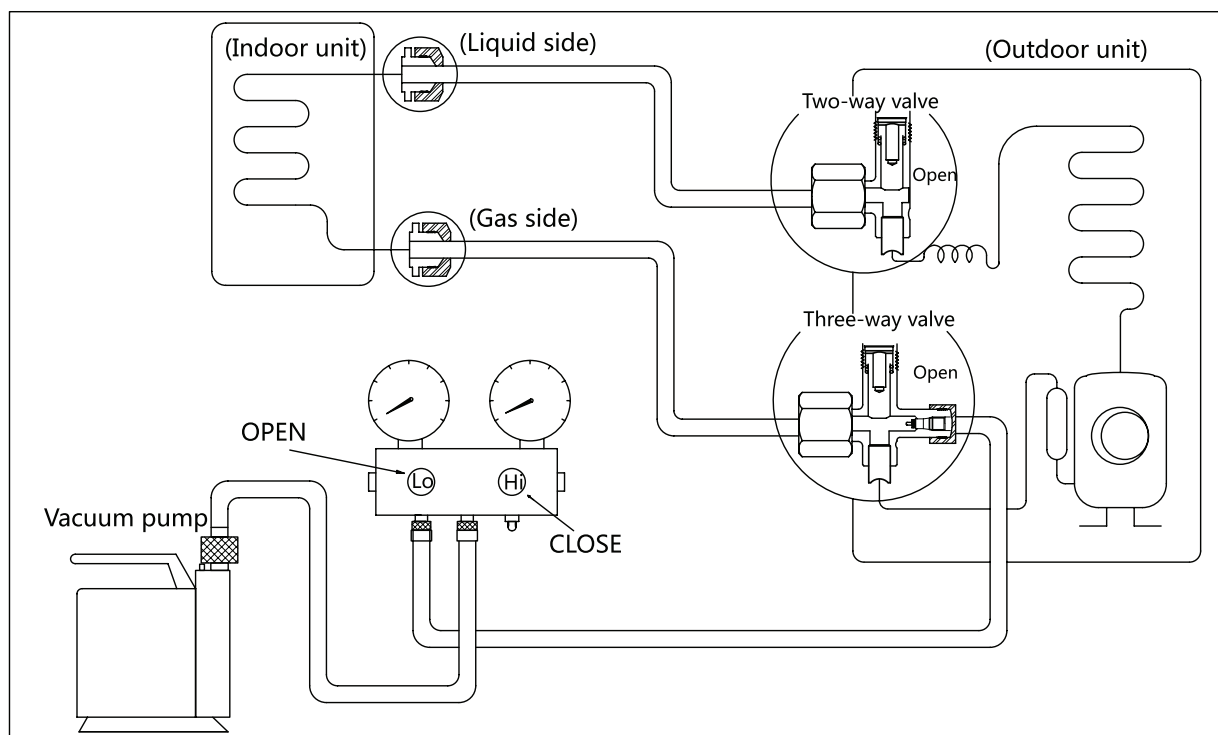 (Indoor unit)
(Liquid side)
(Outdoor unit)
Two-way valve
Open
(Gas side)
Three-way valve
Open
OPEN
Lo
Hi
CLOSE
Vacuum pump